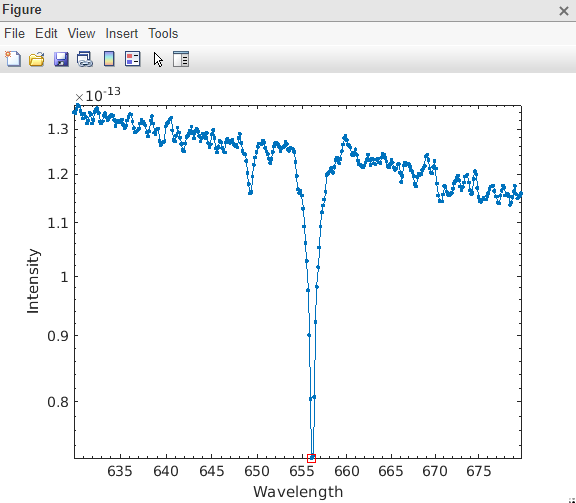 Figure
File Edit View Insert Tools
×10-13
1.3
1.2
1.1
1
0.9
0.8
Intensity
635 640 645 650 655 660 665 670 675
Wavelength